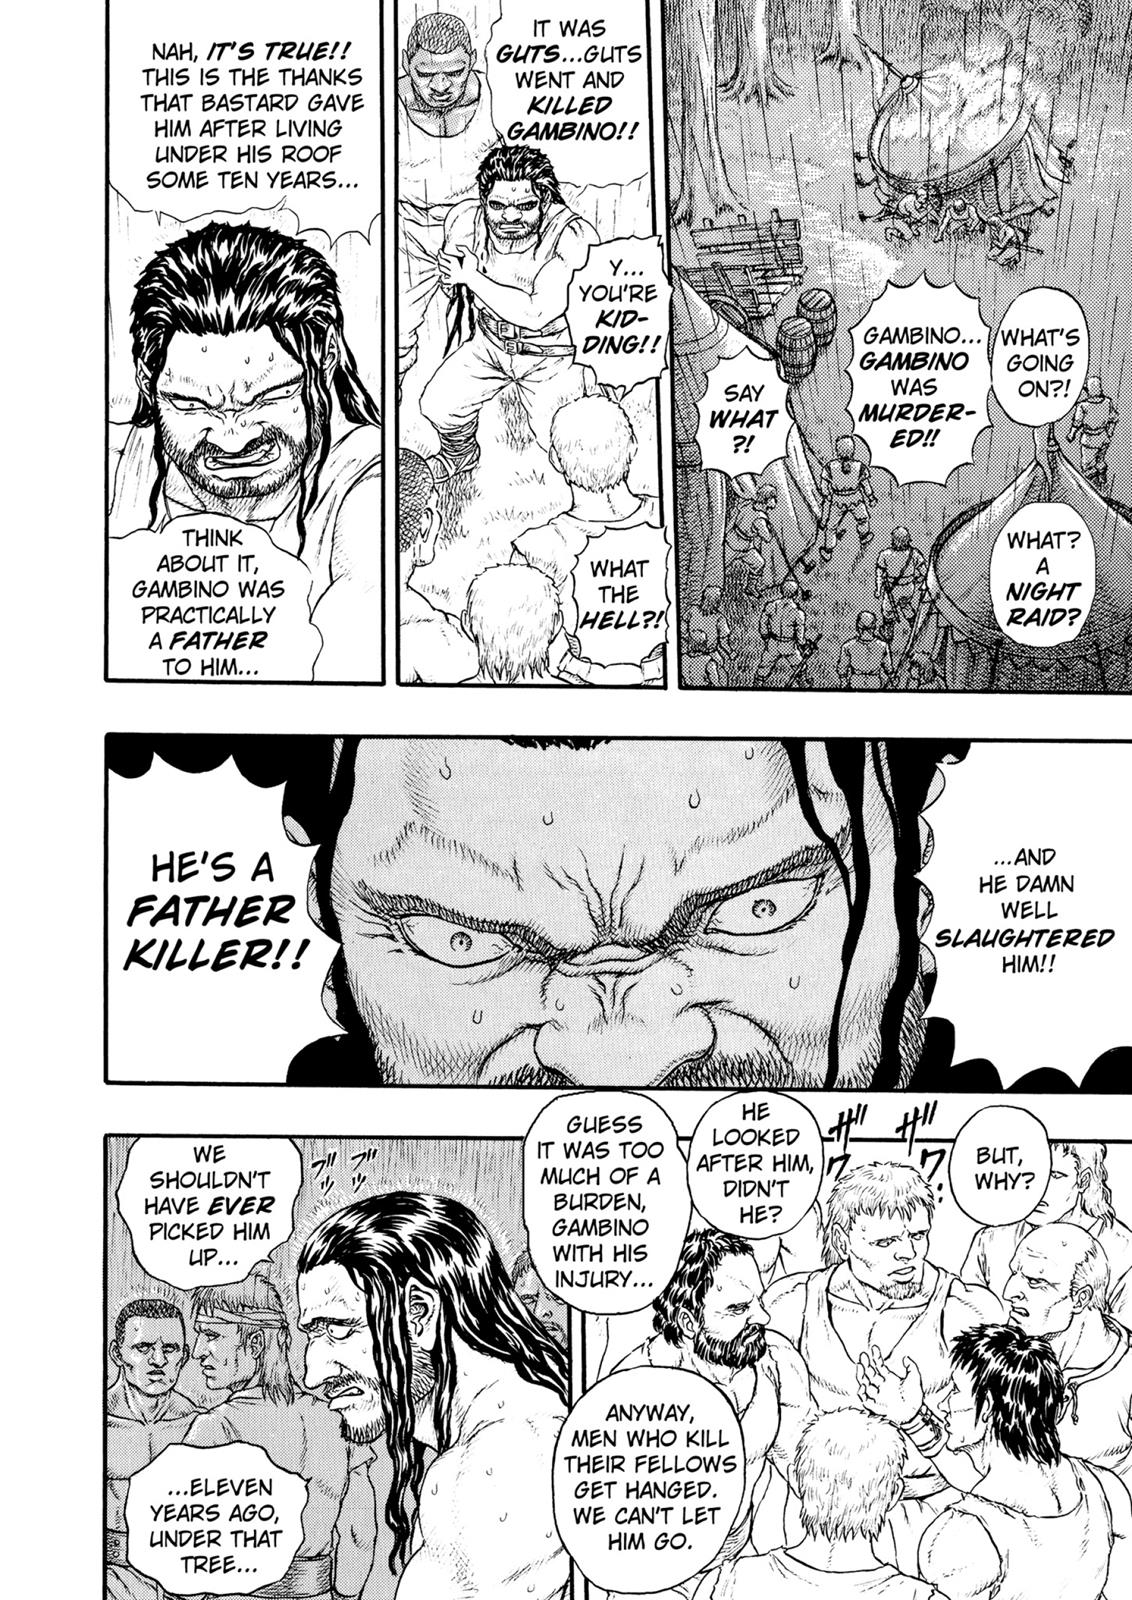 WHAT'S
GOING
ON?!
GAMBINO...
GAMBINO
WAS
MURDER-
ED!!
SAY
WHAT
?!
WHAT?
A
NIGHT
RAID?
IT WAS
GUTS...GUTS
WENT AND
KILLED
GAMBINO!!
Y...
YOU'RE
KID-
DING!!
WHAT
THE
HELL?!
NAH, IT'S TRUE!!
THIS IS THE THANKS
THAT BASTARD GAVE
HIM AFTER LIVING
UNDER HIS ROOF
SOME TEN YEARS...
THINK
ABOUT IT,
GAMBINO WAS
PRACTICALLY
A FATHER
TO HIM...
...AND
HE DAMN
WELL
SLAUGHTERED
HIM!!
HE'S A
FATHER
KILLER!!
BUT,
WHY?
ザワ
ザワ
HE
LOOKED
AFTER HIM,
DIDN'T
HE?
GUESS
IT WAS TOO
MUCH OF A
BURDEN,
GAMBINO
WITH HIS
INJURY...
ANYWAY,
MEN WHO KILL
THEIR FELLOWS
GET HANGED.
WE CAN'T LET
HIM GO.
WE
SHOULDN'T
HAVE EVER
PICKED HIM
UP...
...ELEVEN
YEARS AGO,
UNDER THAT
TREE...